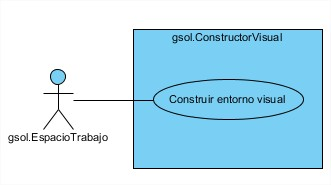 gsol.ConstructorVisual
Construir entorno visual
gsol.EspacioTrabajo